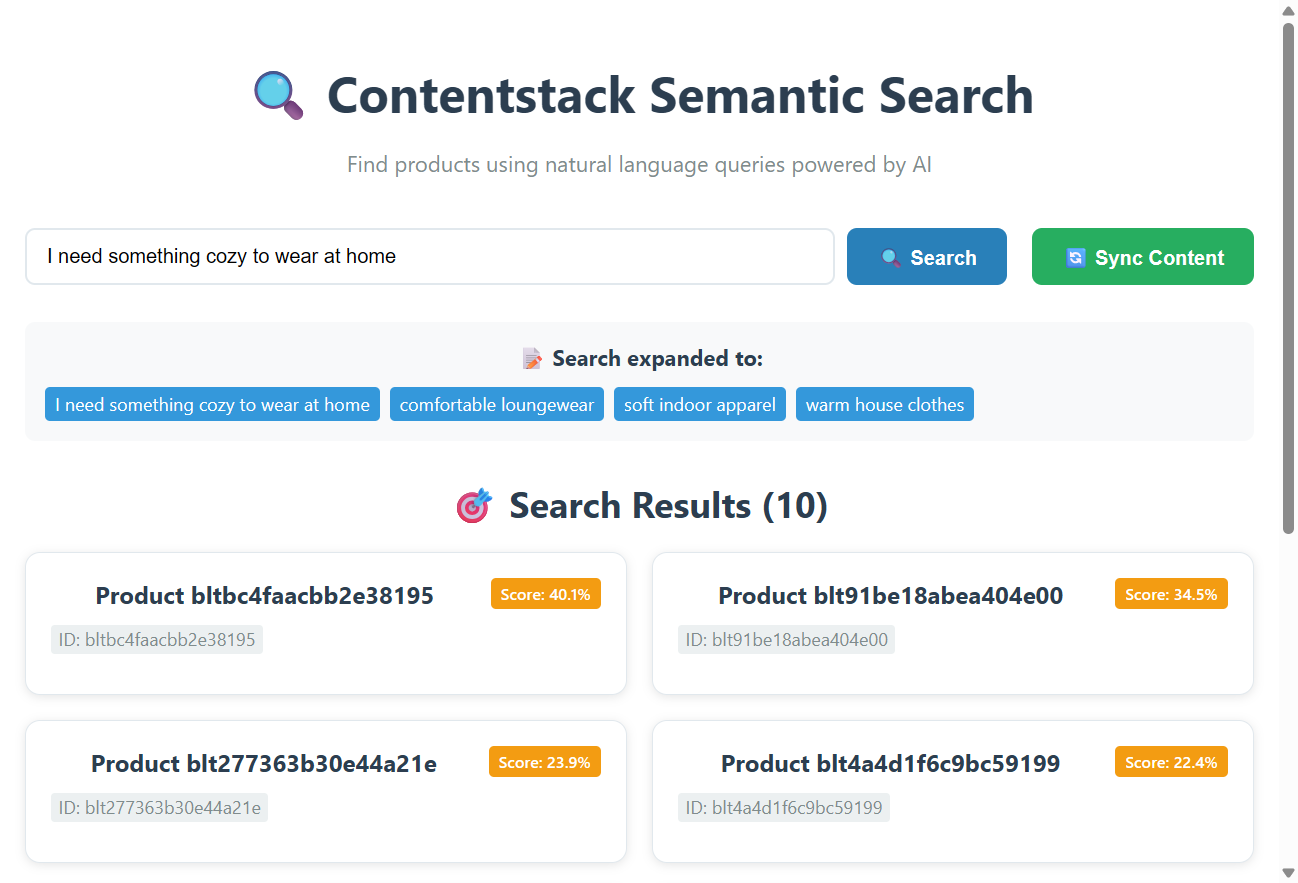 Contentstack Semantic Search
Find products using natural language queries powered by AI
I need something cozy to wear at home
Search
Sync Content
Search expanded to:
I need something cozy to wear at home
comfortable loungewear
soft indoor apparel
warm house clothes
Search Results (10)
Product bltbc4faacbb2e38195
Score: 40.1%
ID: bltbc4faacbb2e38195
Product blt91be18abea404e00
Score: 34.5%
ID: blt91be18abea404e00
Product blt277363b30e44a21e
Score: 23.9%
ID: blt277363b30e44a21e
Product blt4a4d1f6c9bc59199
Score: 22.4%
ID: blt4a4d1f6c9bc59199